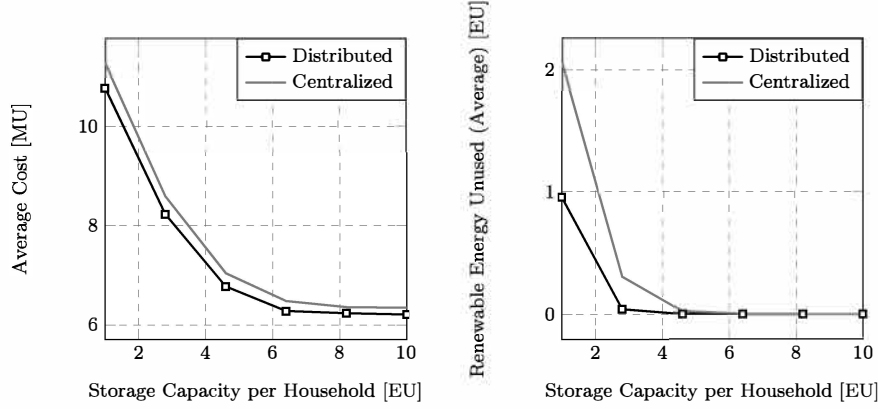 Distributed
Centralized
Average Cost [MU]
10
8
6
2
4
6
8
10
Storage Capacity per Household [EU]
Distributed
Centralized
Renewable Energy Unused (Average) [EU]
2
1
0
2
4
6
8
10
Storage Capacity per Household [EU]